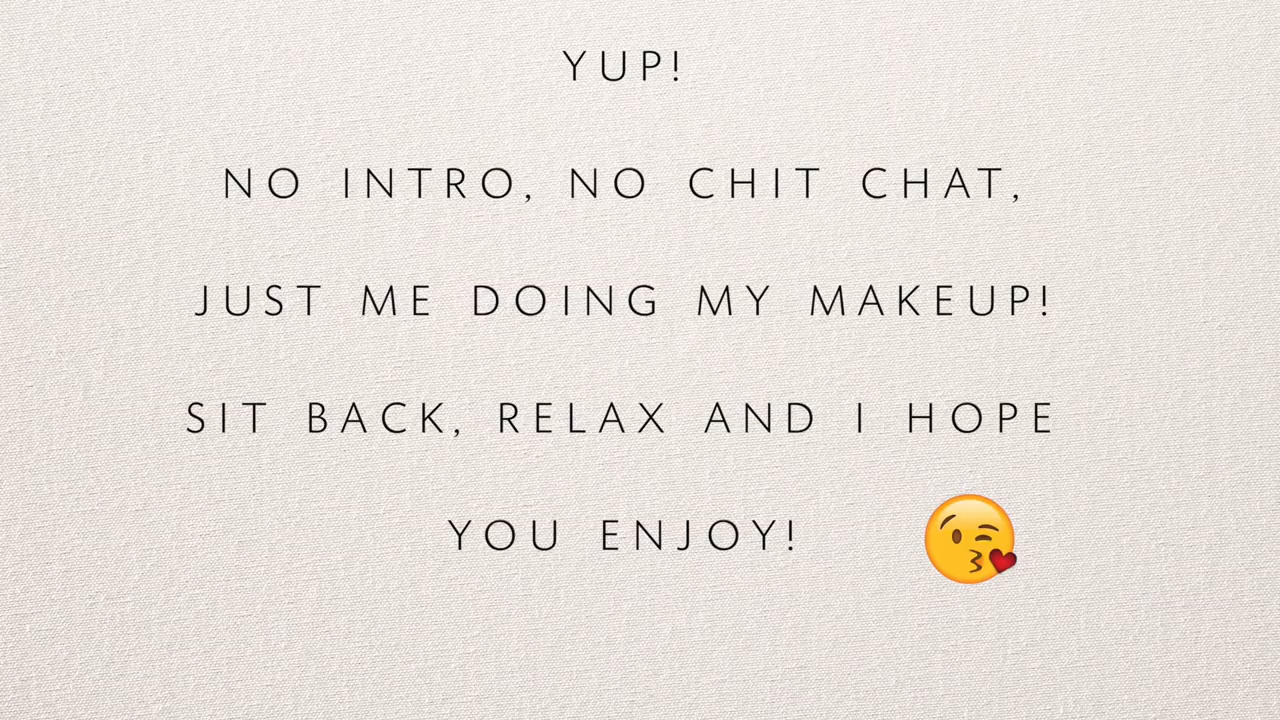 YUP!
NO INTRO, NO CHIT CHAT,
JUST ME DOING MY MAKEUP!
SIT BACK, RELAX AND I HOPE
YOU ENJOY! 😘